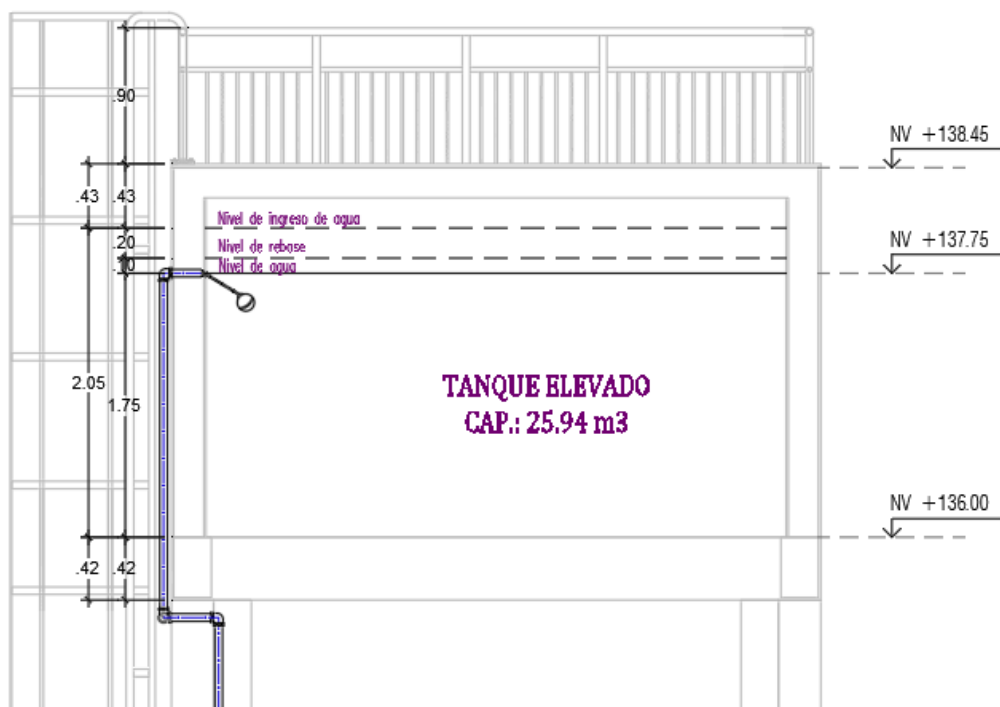 .90
NV +138.45
.43
.43
Nivel de ingreso de agua
.20
Nivel de rebose
NV +137.75
.10
Nivel de agua
2.05
1.75
TANQUE ELEVADO
CAP.: 25.94 m3
NV +136.00
.42
.42